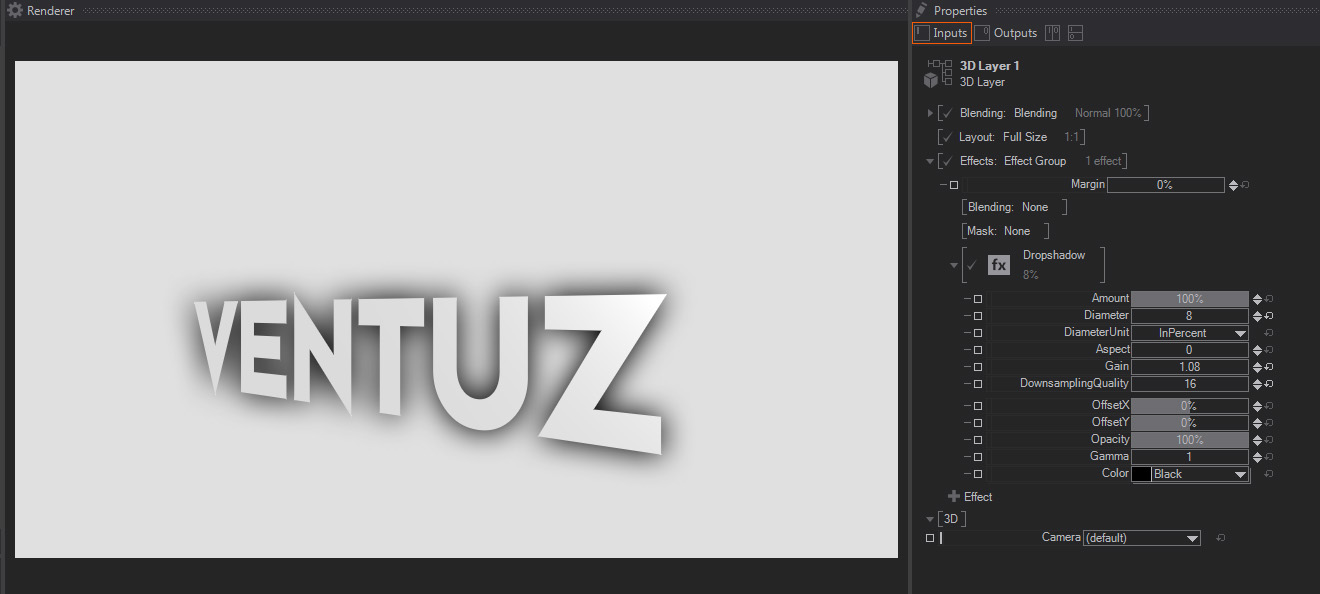 Renderer
VENTUZ
Properties
Inputs Outputs
3D Layer 1
3D Layer
Blending: Blending Normal 100%
Layout: Full Size 1:1
Effects: Effect Group 1 effect
Margin 0%
Blending: None
Mask: None
fx Dropshadow
8%
Amount 100%
Diameter 8
DiameterUnit InPercent
Aspect 0
Gain 1.08
DownsamplingQuality 16
OffsetX 0%
OffsetY 0%
Opacity 100%
Gamma 1
Color Black
Effect
3D
Camera (default)